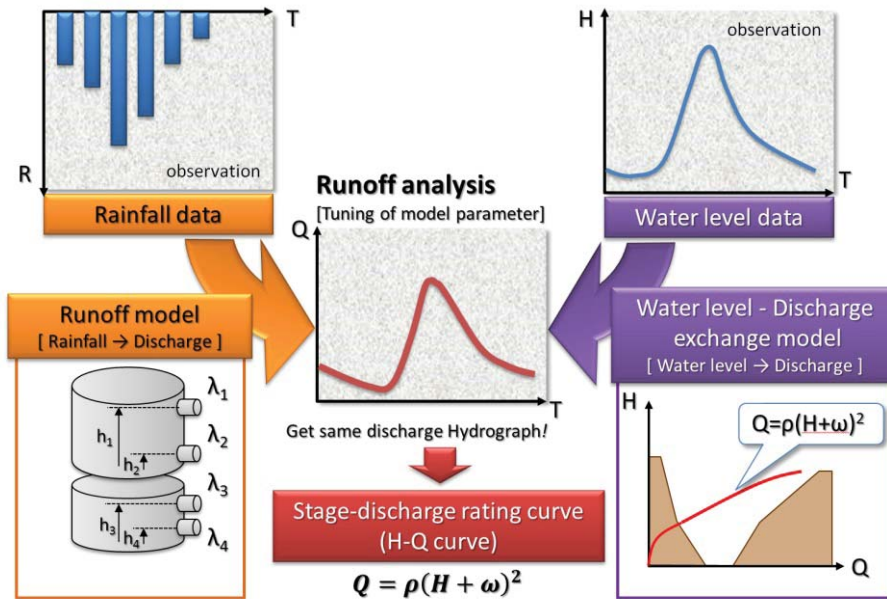 T
R
observation
Rainfall data
H
observation
T
Water level data
Runoff analysis
[Tuning of model parameter]
Q
T
Get same discharge Hydrograph!
Runoff model
[ Rainfall → Discharge ]
λ₁
h₁
λ₂
h₂
λ₃
h₃
h₄
λ₄
Water level - Discharge
exchange model
[ Water level → Discharge ]
H
Q=ρ(H+ω)²
Q
Stage-discharge rating curve
(H-Q curve)
Q = ρ(H + ω)²